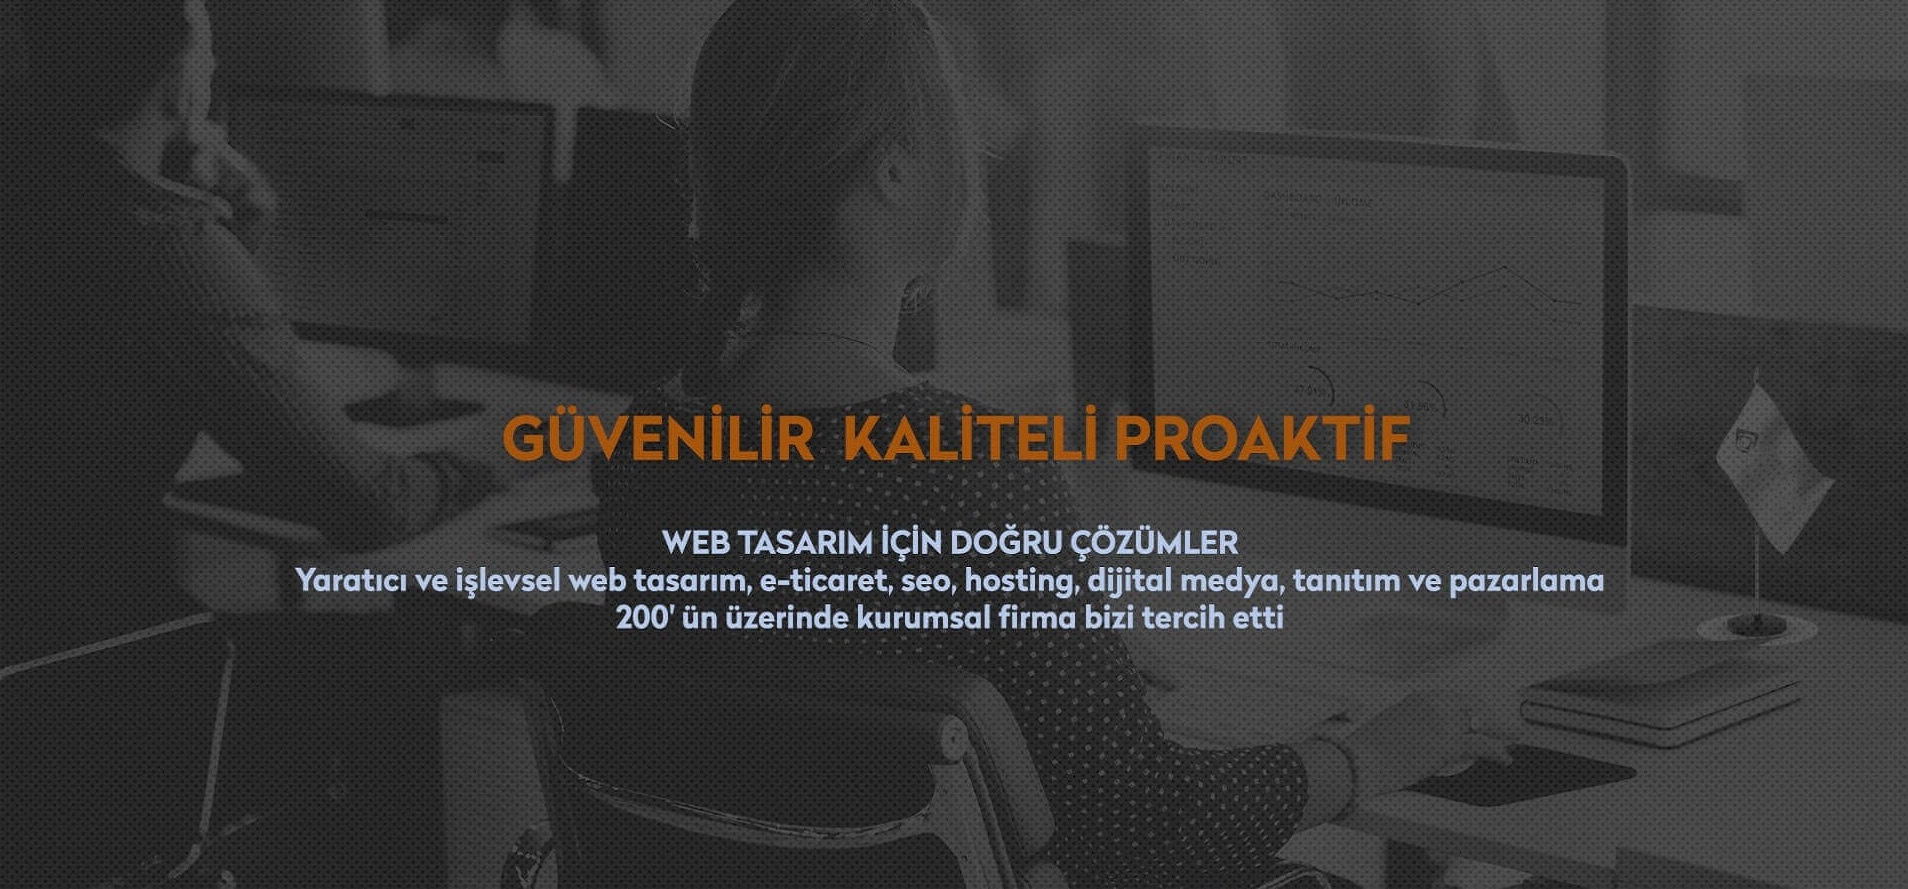 GÜVENİLİR KALİTELİ PROAKTİF
WEB TASARIM İÇİN DOĞRU ÇÖZÜMLER
Yaratıcı ve işlevsel web tasarım, e-ticaret, seo, hosting, dijital medya, tanıtım ve pazarlama
200' ün üzerinde kurumsal firma bizi tercih etti